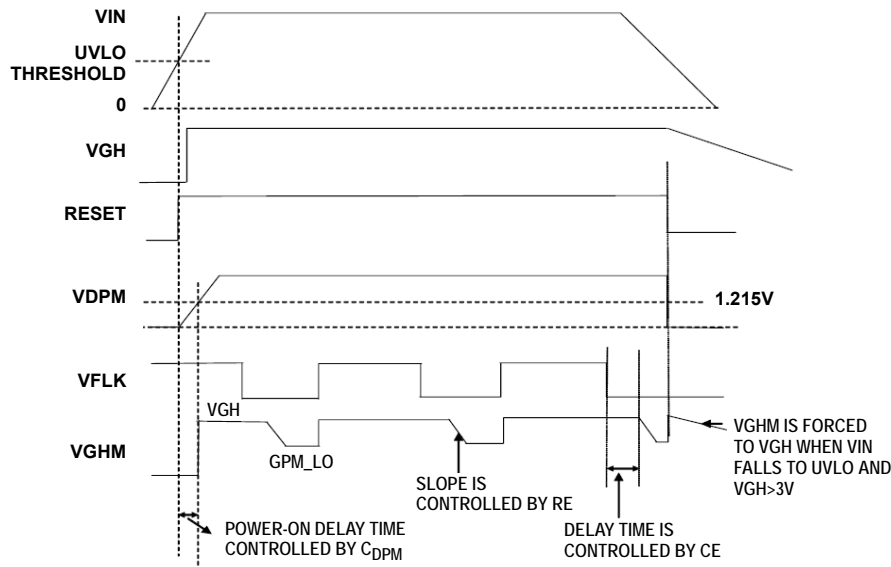 VIN
UVLO
THRESHOLD
0
VGH
RESET
VDPM
1.215V
VFLK
VGH
VGHM
GPM_LO
SLOPE IS
CONTROLLED BY RE
VGHM IS FORCED
TO VGH WHEN VIN
FALLS TO UVLO AND
VGH>3V
POWER-ON DELAY TIME
CONTROLLED BY CDPM
DELAY TIME IS
CONTROLLED BY CE